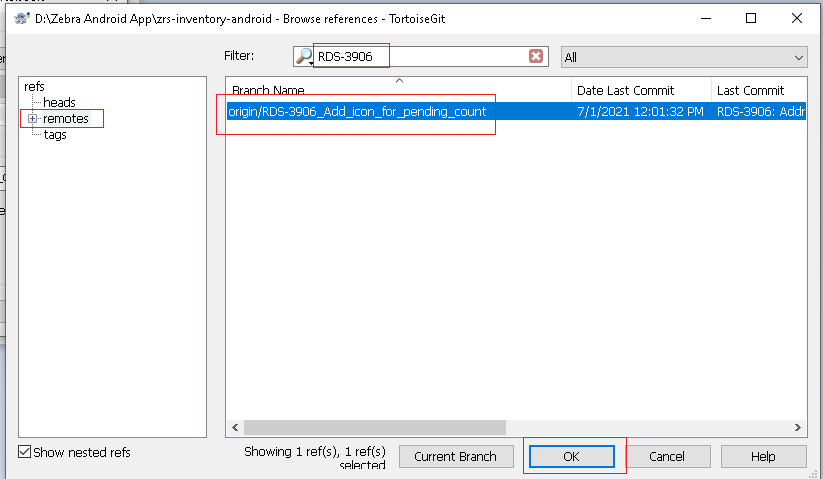 D:\Zebra Android App\zrs-inventory-android - Browse references - TortoiseGit
Filter:
RDS-3906
All
refs
heads
remotes
tags
Branch Name
Date Last Commit
Last Commit
origin/RDS-3906_Add_icon_for_pending_count
7/1/2021 12:01:32 PM
RDS-3906: Addr
Show nested refs
Showing 1 ref(s), 1 ref(s)
selected
Current Branch
OK
Cancel
Help